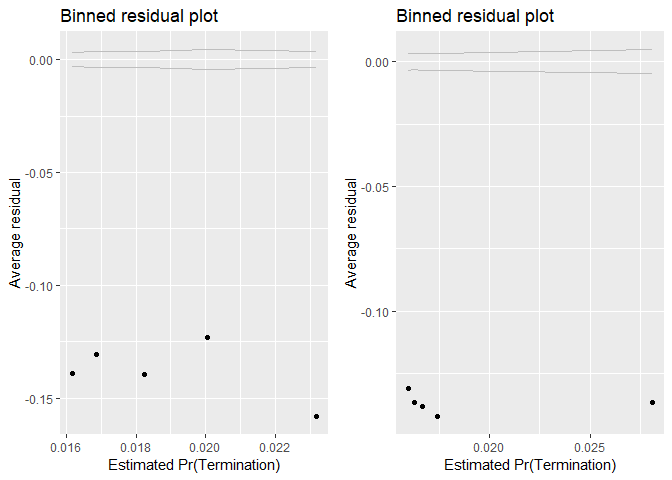 Binned residual plot
0.00
-0.05
-0.10
-0.15
Average residual
0.016
0.018
0.020
0.022
Estimated Pr(Termination)
Binned residual plot
0.00
-0.05
-0.10
Average residual
0.020
0.025
Estimated Pr(Termination)